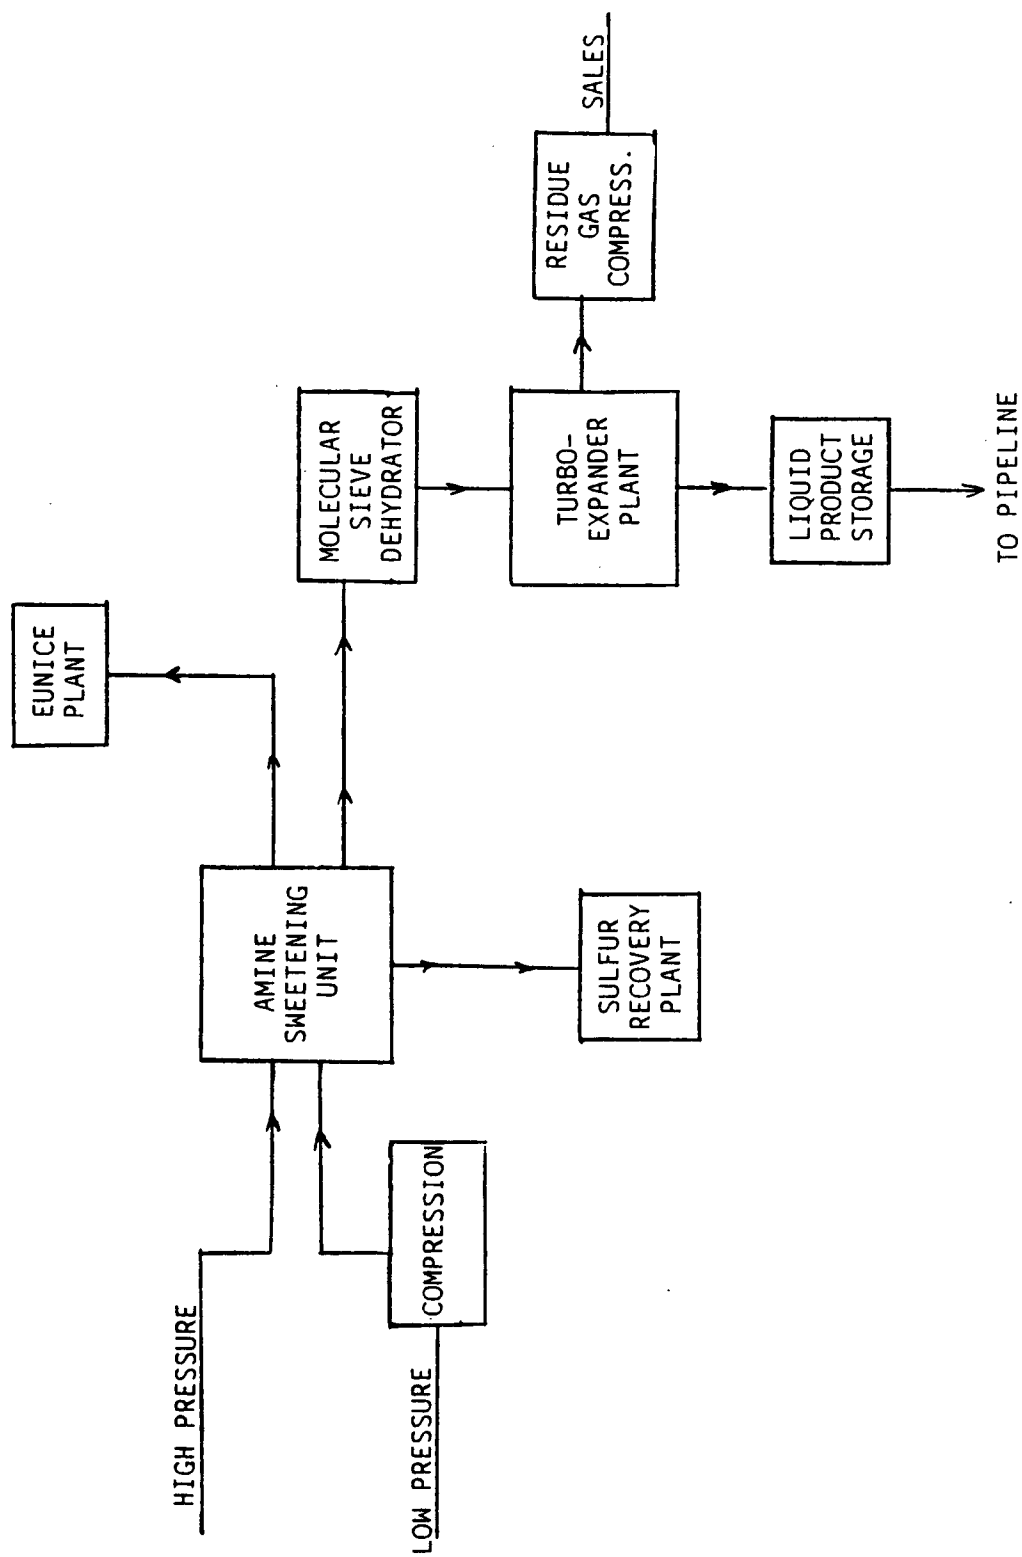 HIGH PRESSURE
LOW PRESSURE
COMPRESSION
AMINE
SWEETENING
UNIT
SULFUR
RECOVERY
PLANT
EUNICE
PLANT
MOLECULAR
SIEVE
DEHYDRATOR
TURBO-
EXPANDER
PLANT
LIQUID
PRODUCT
STORAGE
TO PIPELINE
RESIDUE
GAS
COMPRESS.
SALES